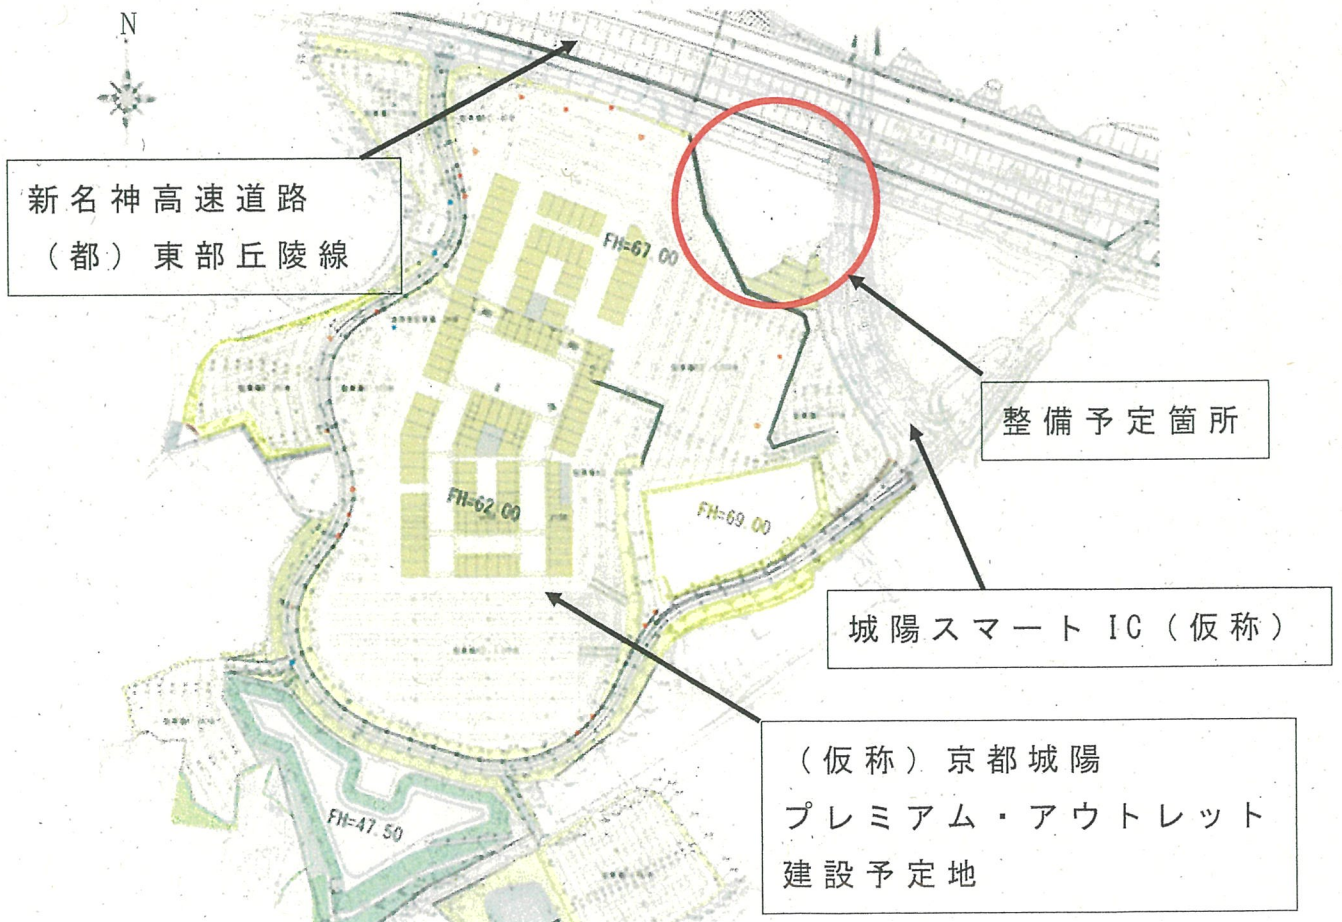 N
新名神高速道路
（都）東部丘陵線
FH=67.00
整備予定箇所
FH=62.00
FH=69.00
城陽スマートIC（仮称）
（仮称）京都城陽
プレミアム・アウトレット
建設予定地
FH=47.50